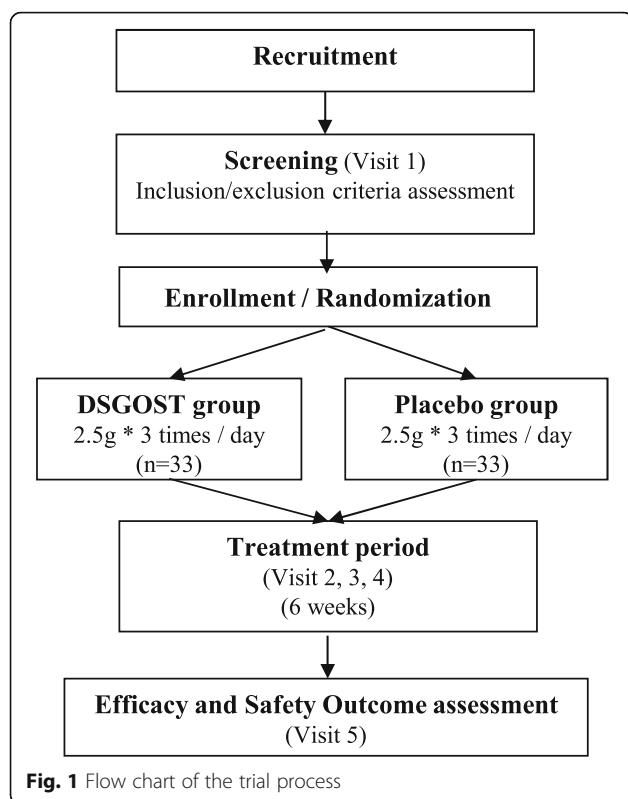 Recruitment
Screening (Visit 1)
Inclusion/exclusion criteria assessment
Enrollment / Randomization
DSGOST group
2.5g * 3 times / day
(n=33)
Placebo group
2.5g * 3 times / day
(n=33)
Treatment period
(Visit 2, 3, 4)
(6 weeks)
Efficacy and Safety Outcome assessment
(Visit 5)
Fig. 1 Flow chart of the trial process